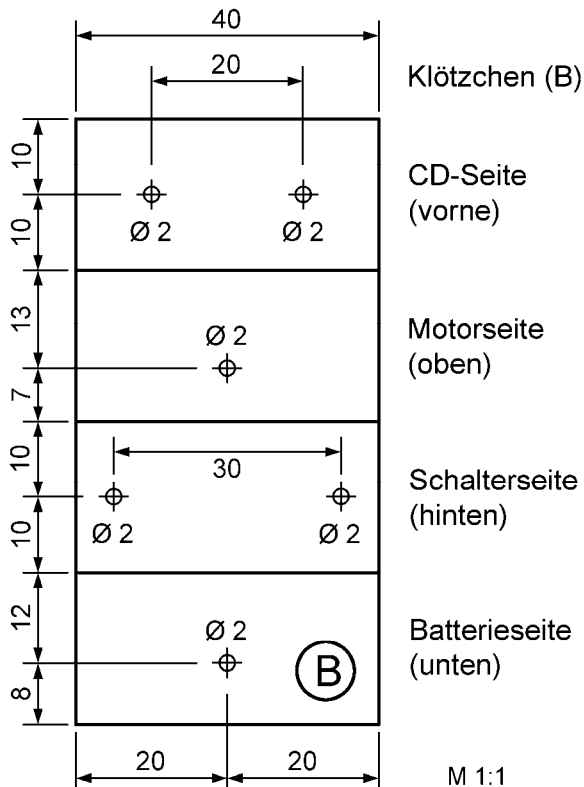 40
20
Klötzchen (B)
10
CD-Seite
(vorne)
10
Ø 2
Ø 2
13
Ø 2
Motorseite
(oben)
7
10
30
Schalterseite
(hinten)
10
Ø 2
Ø 2
12
Ø 2
Batterieseite
(unten)
B
8
20
20
M 1:1